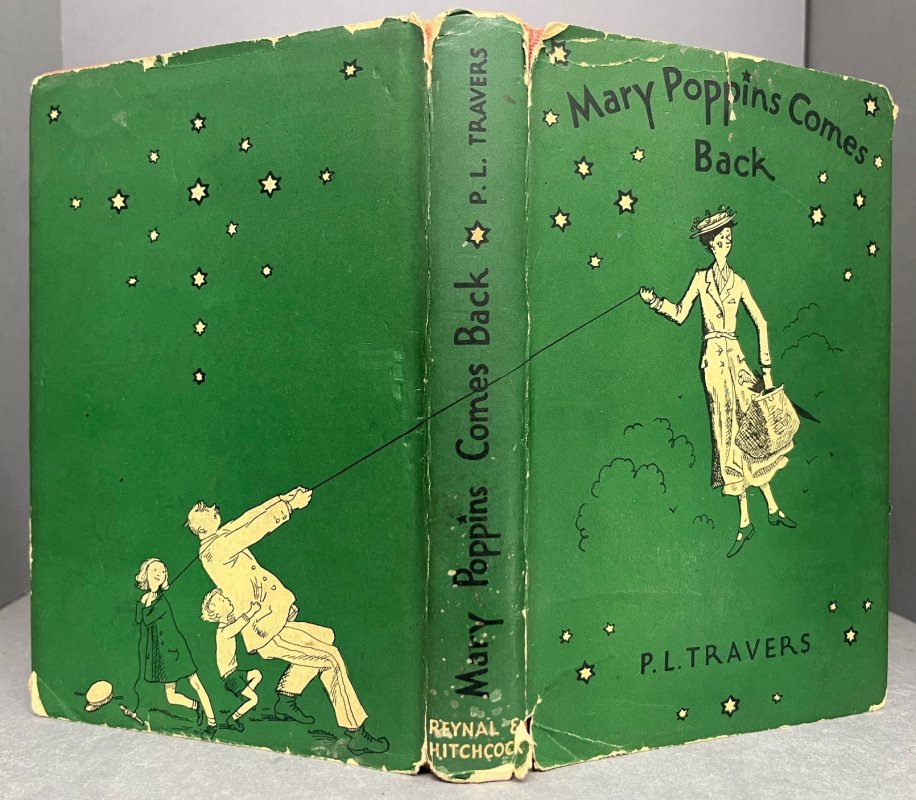 P. L. TRAVERS
Mary Poppins Comes Back
REYNAL &
HITCHCOCK
Mary Poppins Comes
Back
P.L.TRAVERS